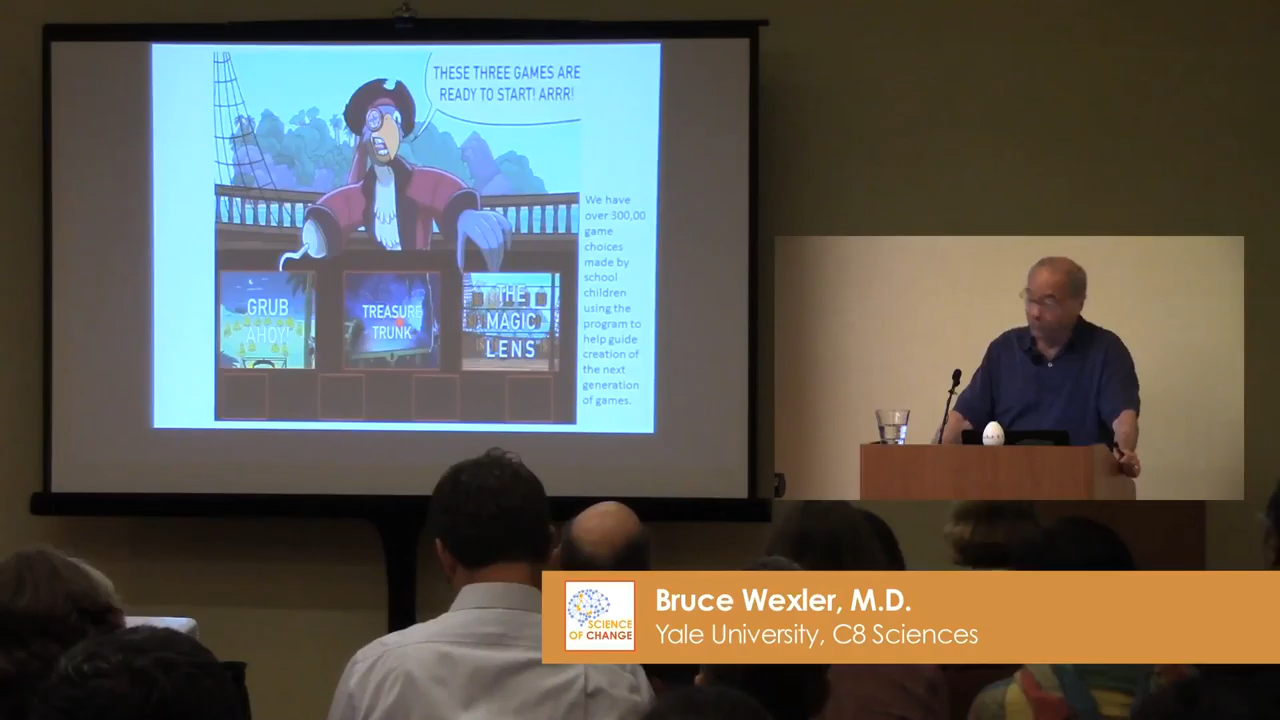 THESE THREE GAMES ARE
READY TO START! ARRR!
GRUB
AHOY!
TREASURE
TRUNK
THE
MAGIC
LENS
We have
over 300,00
game
choices
made by
school
children
using the
program to
help guide
creation of
the next
generation
of games.
SCIENCE
OF CHANGE
Bruce Wexler, M.D.
Yale University, C8 Sciences